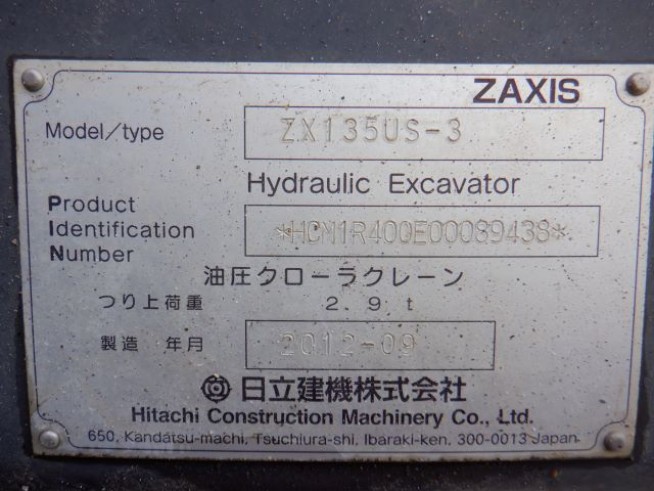 ZAXIS
Model/type ZX135US-3
Hydraulic Excavator
Product
Identification *HCM1R400E00089438*
Number
油圧クローラクレーン
つり上荷重 2.9 t
製造 年月 2012-09
日立建機株式会社
Hitachi Construction Machinery Co., Ltd.
650, Kandatsu-machi, Tsuchiura-shi, Ibaraki-ken, 300-0013 Japan